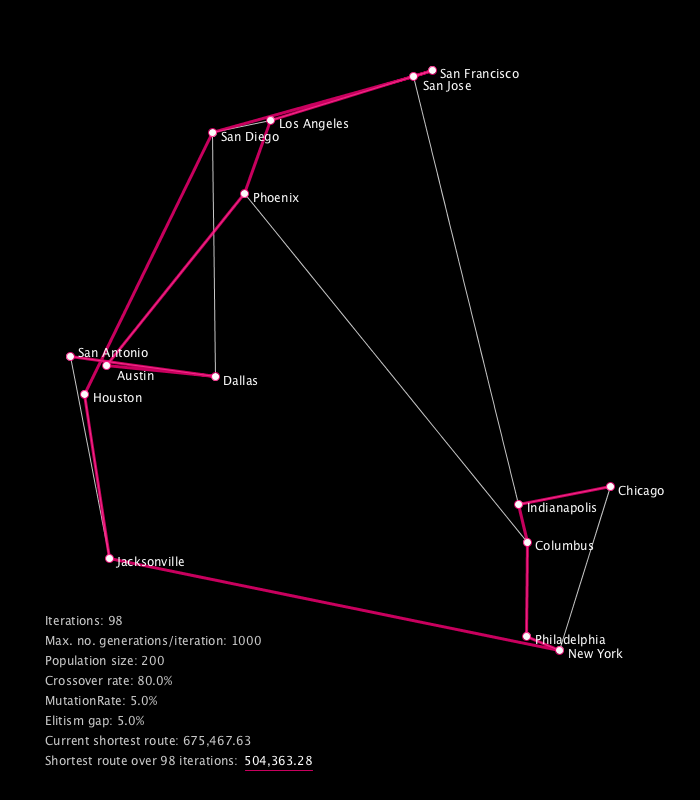 San Francisco
San Jose
Los Angeles
San Diego
Phoenix
San Antonio
Austin
Dallas
Houston
Chicago
Indianapolis
Columbus
Jacksonville
Philadelphia
New York
Iterations: 98
Max. no. generations/iteration: 1000
Population size: 200
Crossover rate: 80.0%
MutationRate: 5.0%
Elitism gap: 5.0%
Current shortest route: 675,467.63
Shortest route over 98 iterations: 504,363.28